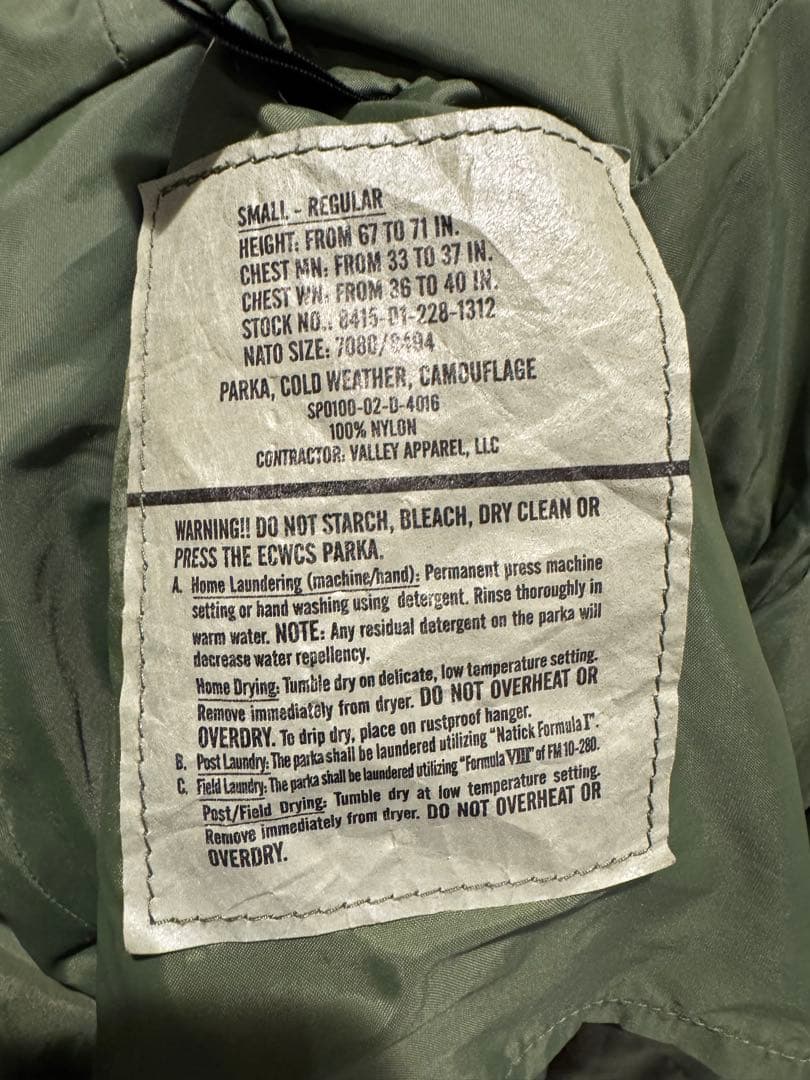 SMALL - REGULAR
HEIGHT: FROM 67 TO 71 IN.
CHEST MN: FROM 33 TO 37 IN.
CHEST WN: FROM 36 TO 40 IN.
STOCK NO.: 8415-01-228-1312
NATO SIZE: 7080/8494
PARKA, COLD WEATHER, CAMOUFLAGE
SP0100-02-D-4016
100% NYLON
CONTRACTOR: VALLEY APPAREL, LLC
WARNING!! DO NOT STARCH, BLEACH, DRY CLEAN OR
PRESS THE ECWCS PARKA.
A. Home Laundering (machine/hand): Permanent press machine
setting or hand washing using detergent. Rinse thoroughly in
warm water. NOTE: Any residual detergent on the parka will
decrease water repellency.
Home Drying: Tumble dry on delicate, low temperature setting.
Remove immediately from dryer. DO NOT OVERHEAT OR
OVERDRY. To drip dry, place on rustproof hanger.
B. Post Laundry: The parka shall be laundered utilizing "Natick Formula I".
C. Field Laundry: The parka shall be laundered utilizing "Formula VIII" of FM 10-280.
Post/Field Drying: Tumble dry at low temperature setting.
Remove immediately from dryer. DO NOT OVERHEAT OR
OVERDRY.